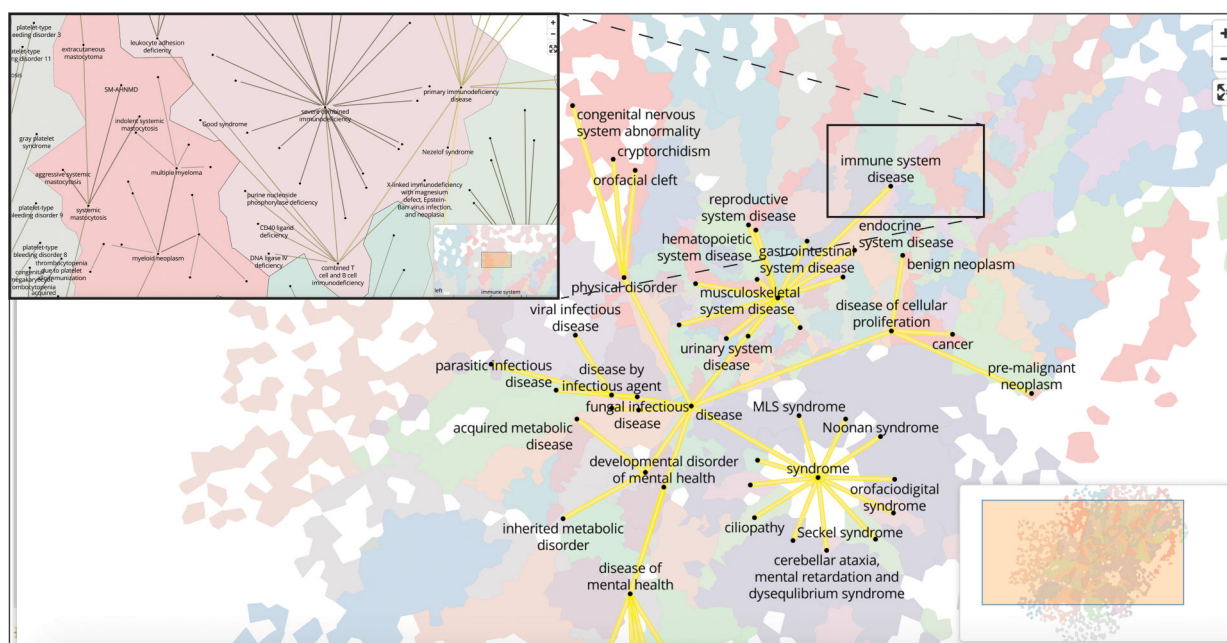 platelet-type
bleeding disorder 3
platelet-type
bleeding disorder 11
extracutaneous
mastocytoma
leukocyte adhesion
deficiency
SM-AHNMD
indolent systemic
mastocytosis
Good syndrome
severe combined
immunodeficiency
primary immunodeficiency
disease
gray platelet
syndrome
Nezelof syndrome
aggressive systemic
mastocytosis
multiple myeloma
purine nucleoside
phosphorylase deficiency
X-linked immunodeficiency
with magnesium
defect, Epstein-
Barr virus infection,
and neoplasia
platelet-type
bleeding disorder 9
systemic
mastocytosis
CD40 ligand
deficiency
platelet-type
bleeding disorder 8
thrombocytopenia
due to platelet
alloimmunization
congenital
megakaryocytic
thrombocytopenia
acquired
myeloid neoplasm
DNA ligase IV
deficiency
combined T
cell and B cell
immunodeficiency
left
immune system
+
−
congenital nervous
system abnormality
cryptorchidism
orofacial cleft
immune system
disease
reproductive
system disease
hematopoietic
system disease
gastrointestinal
system disease
endocrine
system disease
benign neoplasm
physical disorder
musculoskeletal
system disease
disease of cellular
proliferation
viral infectious
disease
urinary system
disease
cancer
pre-malignant
neoplasm
parasitic infectious
disease
disease by
infectious agent
fungal infectious
disease
disease
MLS syndrome
Noonan syndrome
acquired metabolic
disease
developmental disorder
of mental health
syndrome
orofaciodigital
syndrome
inherited metabolic
disorder
ciliopathy
Seckel syndrome
disease of
mental health
cerebellar ataxia,
mental retardation and
dysequlibrium syndrome
+
−